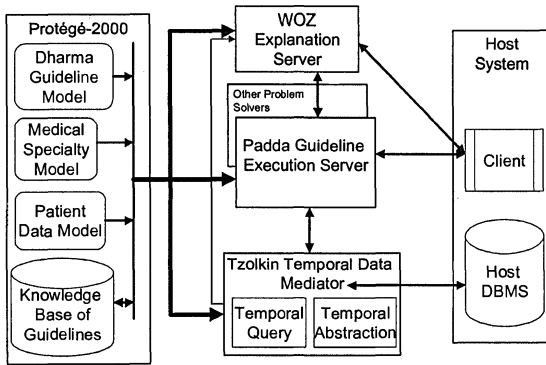 Protégé-2000
Dharma
Guideline
Model
Medical
Specialty
Model
Patient
Data Model
Knowledge
Base of
Guidelines
WOZ
Explanation
Server
Other Problem
Solvers
Padda Guideline
Execution Server
Tzolkin Temporal Data
Mediator
Temporal
Query
Temporal
Abstraction
Host
System
Client
Host
DBMS